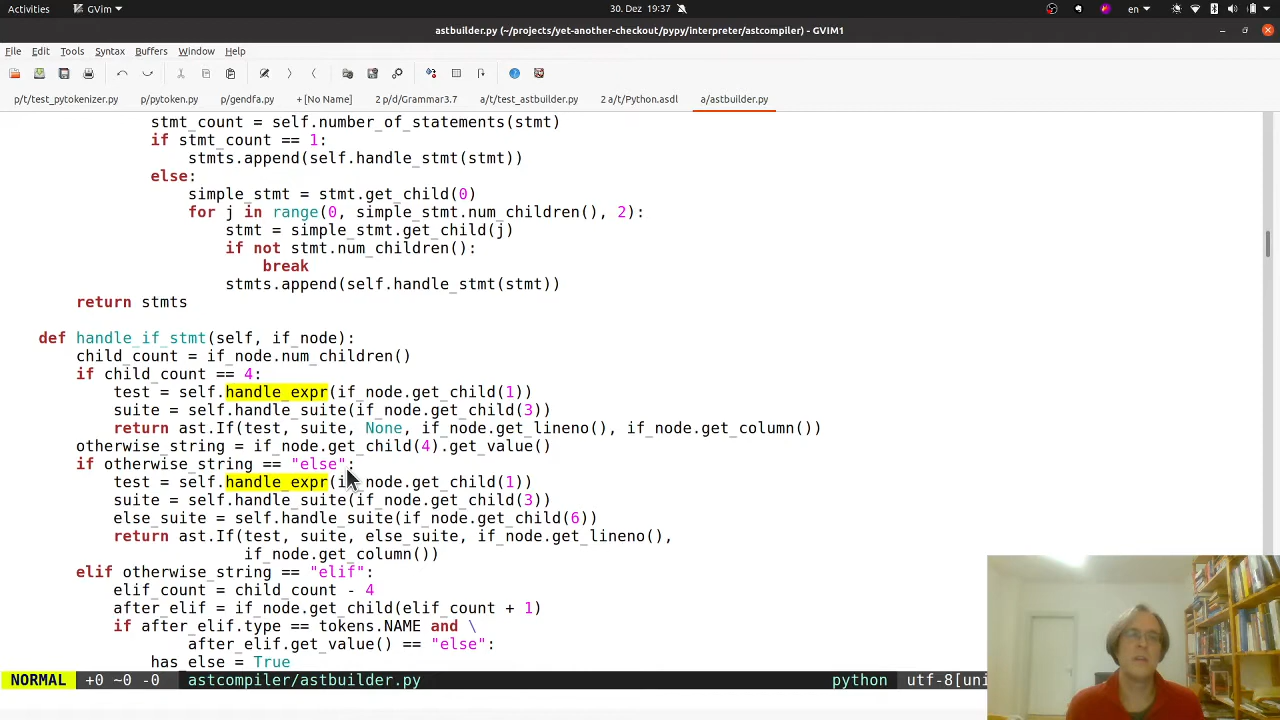 Activities GVim 30. Dez 19:37 en
astbuilder.py (~/projects/yet-another-checkout/pypy/interpreter/astcompiler) - GVIM1
File Edit Tools Syntax Buffers Window Help
p/t/test_pytokenizer.py p/pytoken.py p/gendfa.py + [No Name] 2 p/d/Grammar3.7 a/t/test_astbuilder.py 2 a/t/Python.asdl a/astbuilder.py
            stmt_count = self.number_of_statements(stmt)
            if stmt_count == 1:
                stmts.append(self.handle_stmt(stmt))
            else:
                simple_stmt = stmt.get_child(0)
                for j in range(0, simple_stmt.num_children(), 2):
                    stmt = simple_stmt.get_child(j)
                    if not stmt.num_children():
                        break
                    stmts.append(self.handle_stmt(stmt))
    return stmts
def handle_if_stmt(self, if_node):
    child_count = if_node.num_children()
    if child_count == 4:
        test = self.handle_expr(if_node.get_child(1))
        suite = self.handle_suite(if_node.get_child(3))
        return ast.If(test, suite, None, if_node.get_lineno(), if_node.get_column())
    otherwise_string = if_node.get_child(4).get_value()
    if otherwise_string == "else":
        test = self.handle_expr(if_node.get_child(1))
        suite = self.handle_suite(if_node.get_child(3))
        else_suite = self.handle_suite(if_node.get_child(6))
        return ast.If(test, suite, else_suite, if_node.get_lineno(),
                      if_node.get_column())
    elif otherwise_string == "elif":
        elif_count = child_count - 4
        after_elif = if_node.get_child(elif_count + 1)
        if after_elif.type == tokens.NAME and \
                after_elif.get_value() == "else":
            has_else = True
NORMAL +0 ~0 -0 astcompiler/astbuilder.py python utf-8[uni